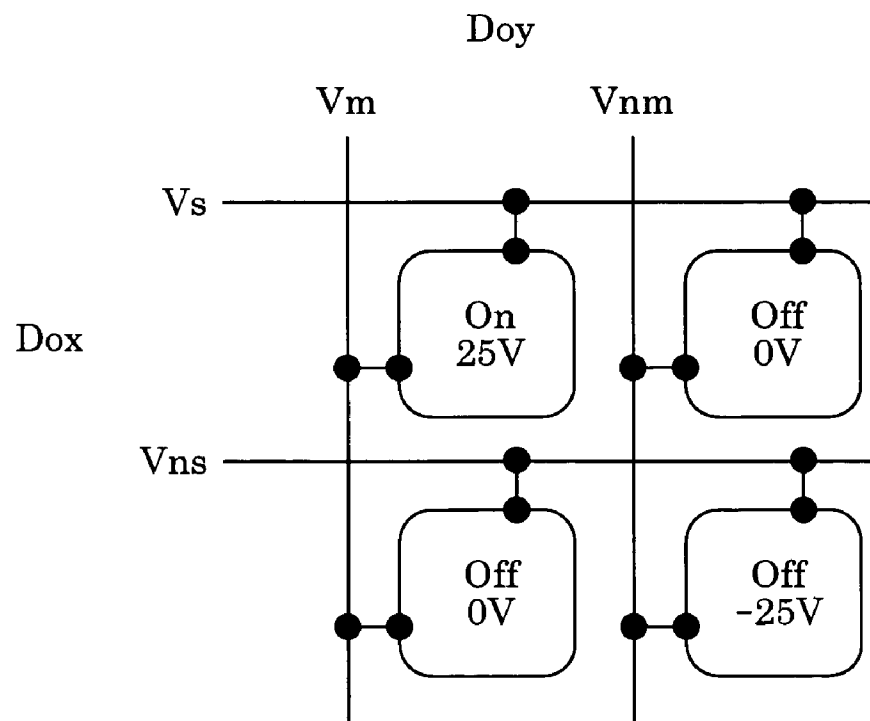 Doy
Vm Vnm
Vs
On Off
25V 0V
Dox
Vns
Off Off
0V -25V